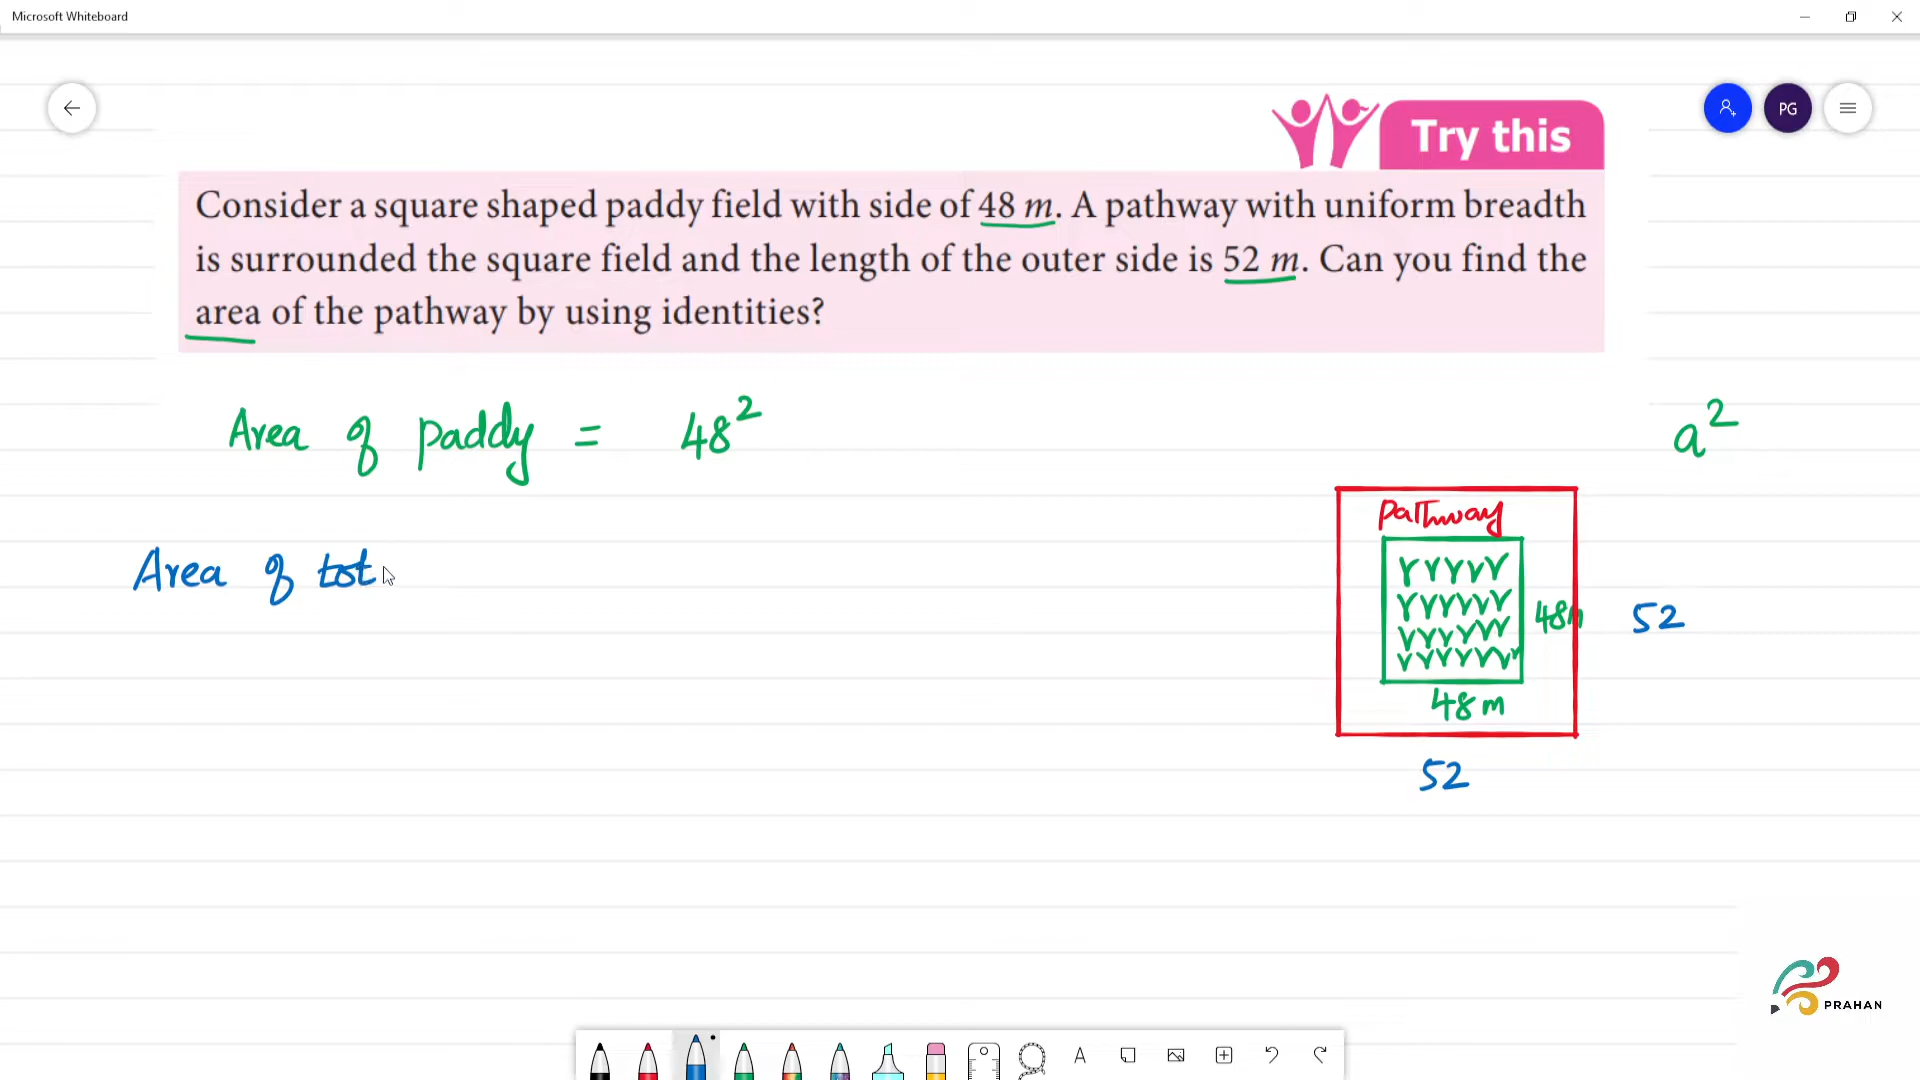 Microsoft Whiteboard
PG
Try this
Consider a square shaped paddy field with side of 48 m. A pathway with uniform breadth
is surrounded the square field and the length of the outer side is 52 m. Can you find the
area of the pathway by using identities?
Area of paddy = 48²
a²
Pathway
Area of tot
48m
52
48 m
52
PRAHAN
A